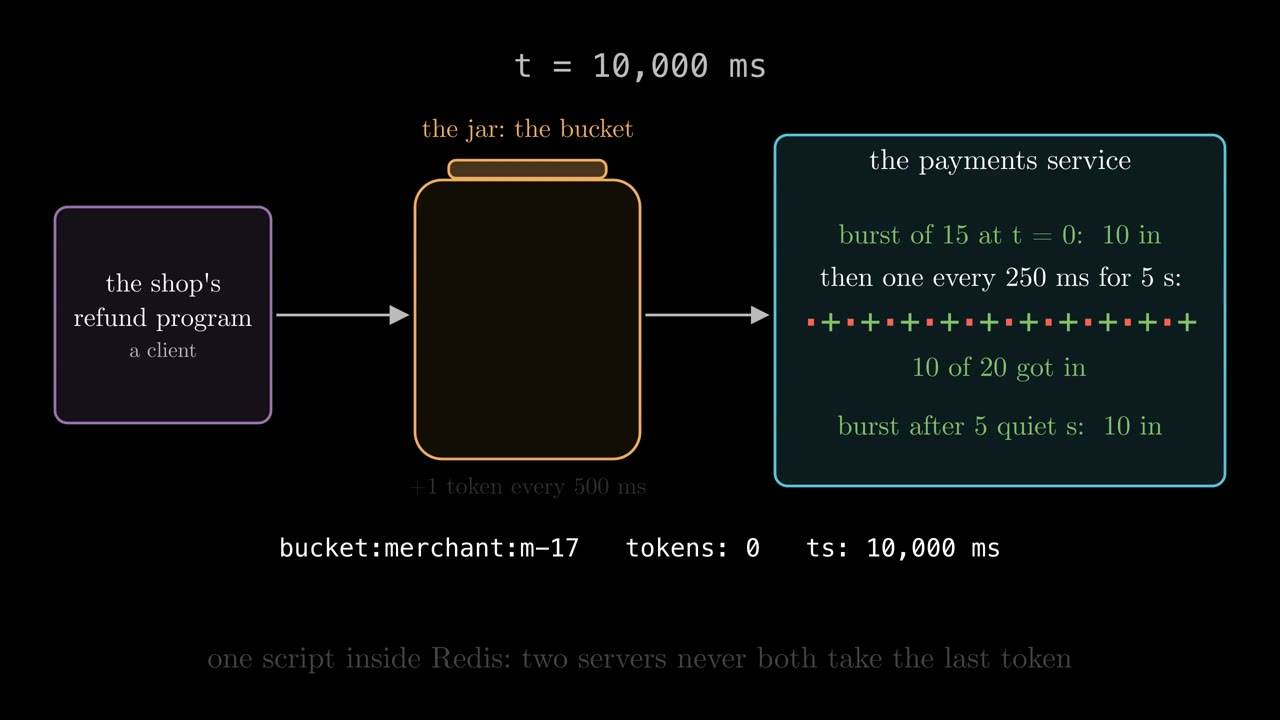 t = 10,000 ms
the jar: the bucket
the payments service
burst of 15 at t = 0: 10 in
then one every 250 ms for 5 s:
·+·+·+·+·+·+·+·+·+·+
10 of 20 got in
burst after 5 quiet s: 10 in
the shop's
refund program
a client
+1 token every 500 ms
bucket:merchant:m-17 tokens: 0 ts: 10,000 ms
one script inside Redis: two servers never both take the last token